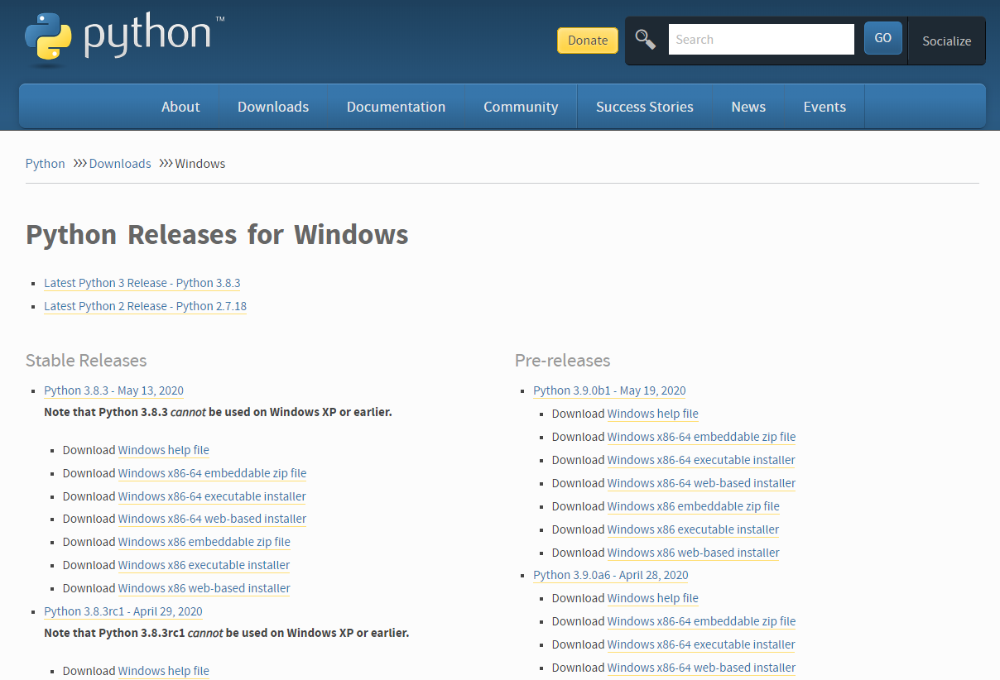 python™
Donate
Search
GO
Socialize
About
Downloads
Documentation
Community
Success Stories
News
Events
Python >>> Downloads >>> Windows
Python Releases for Windows
Latest Python 3 Release - Python 3.8.3
Latest Python 2 Release - Python 2.7.18
Stable Releases
Python 3.8.3 - May 13, 2020
Note that Python 3.8.3 cannot be used on Windows XP or earlier.
Download Windows help file
Download Windows x86-64 embeddable zip file
Download Windows x86-64 executable installer
Download Windows x86-64 web-based installer
Download Windows x86 embeddable zip file
Download Windows x86 executable installer
Download Windows x86 web-based installer
Python 3.8.3rc1 - April 29, 2020
Note that Python 3.8.3rc1 cannot be used on Windows XP or earlier.
Download Windows help file
Pre-releases
Python 3.9.0b1 - May 19, 2020
Download Windows help file
Download Windows x86-64 embeddable zip file
Download Windows x86-64 executable installer
Download Windows x86-64 web-based installer
Download Windows x86 embeddable zip file
Download Windows x86 executable installer
Download Windows x86 web-based installer
Python 3.9.0a6 - April 28, 2020
Download Windows help file
Download Windows x86-64 embeddable zip file
Download Windows x86-64 executable installer
Download Windows x86-64 web-based installer